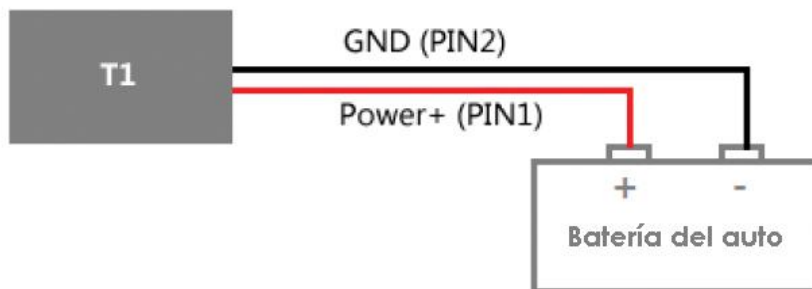 GND (PIN2)
T1
Power+ (PIN1)
+ -
Batería del auto